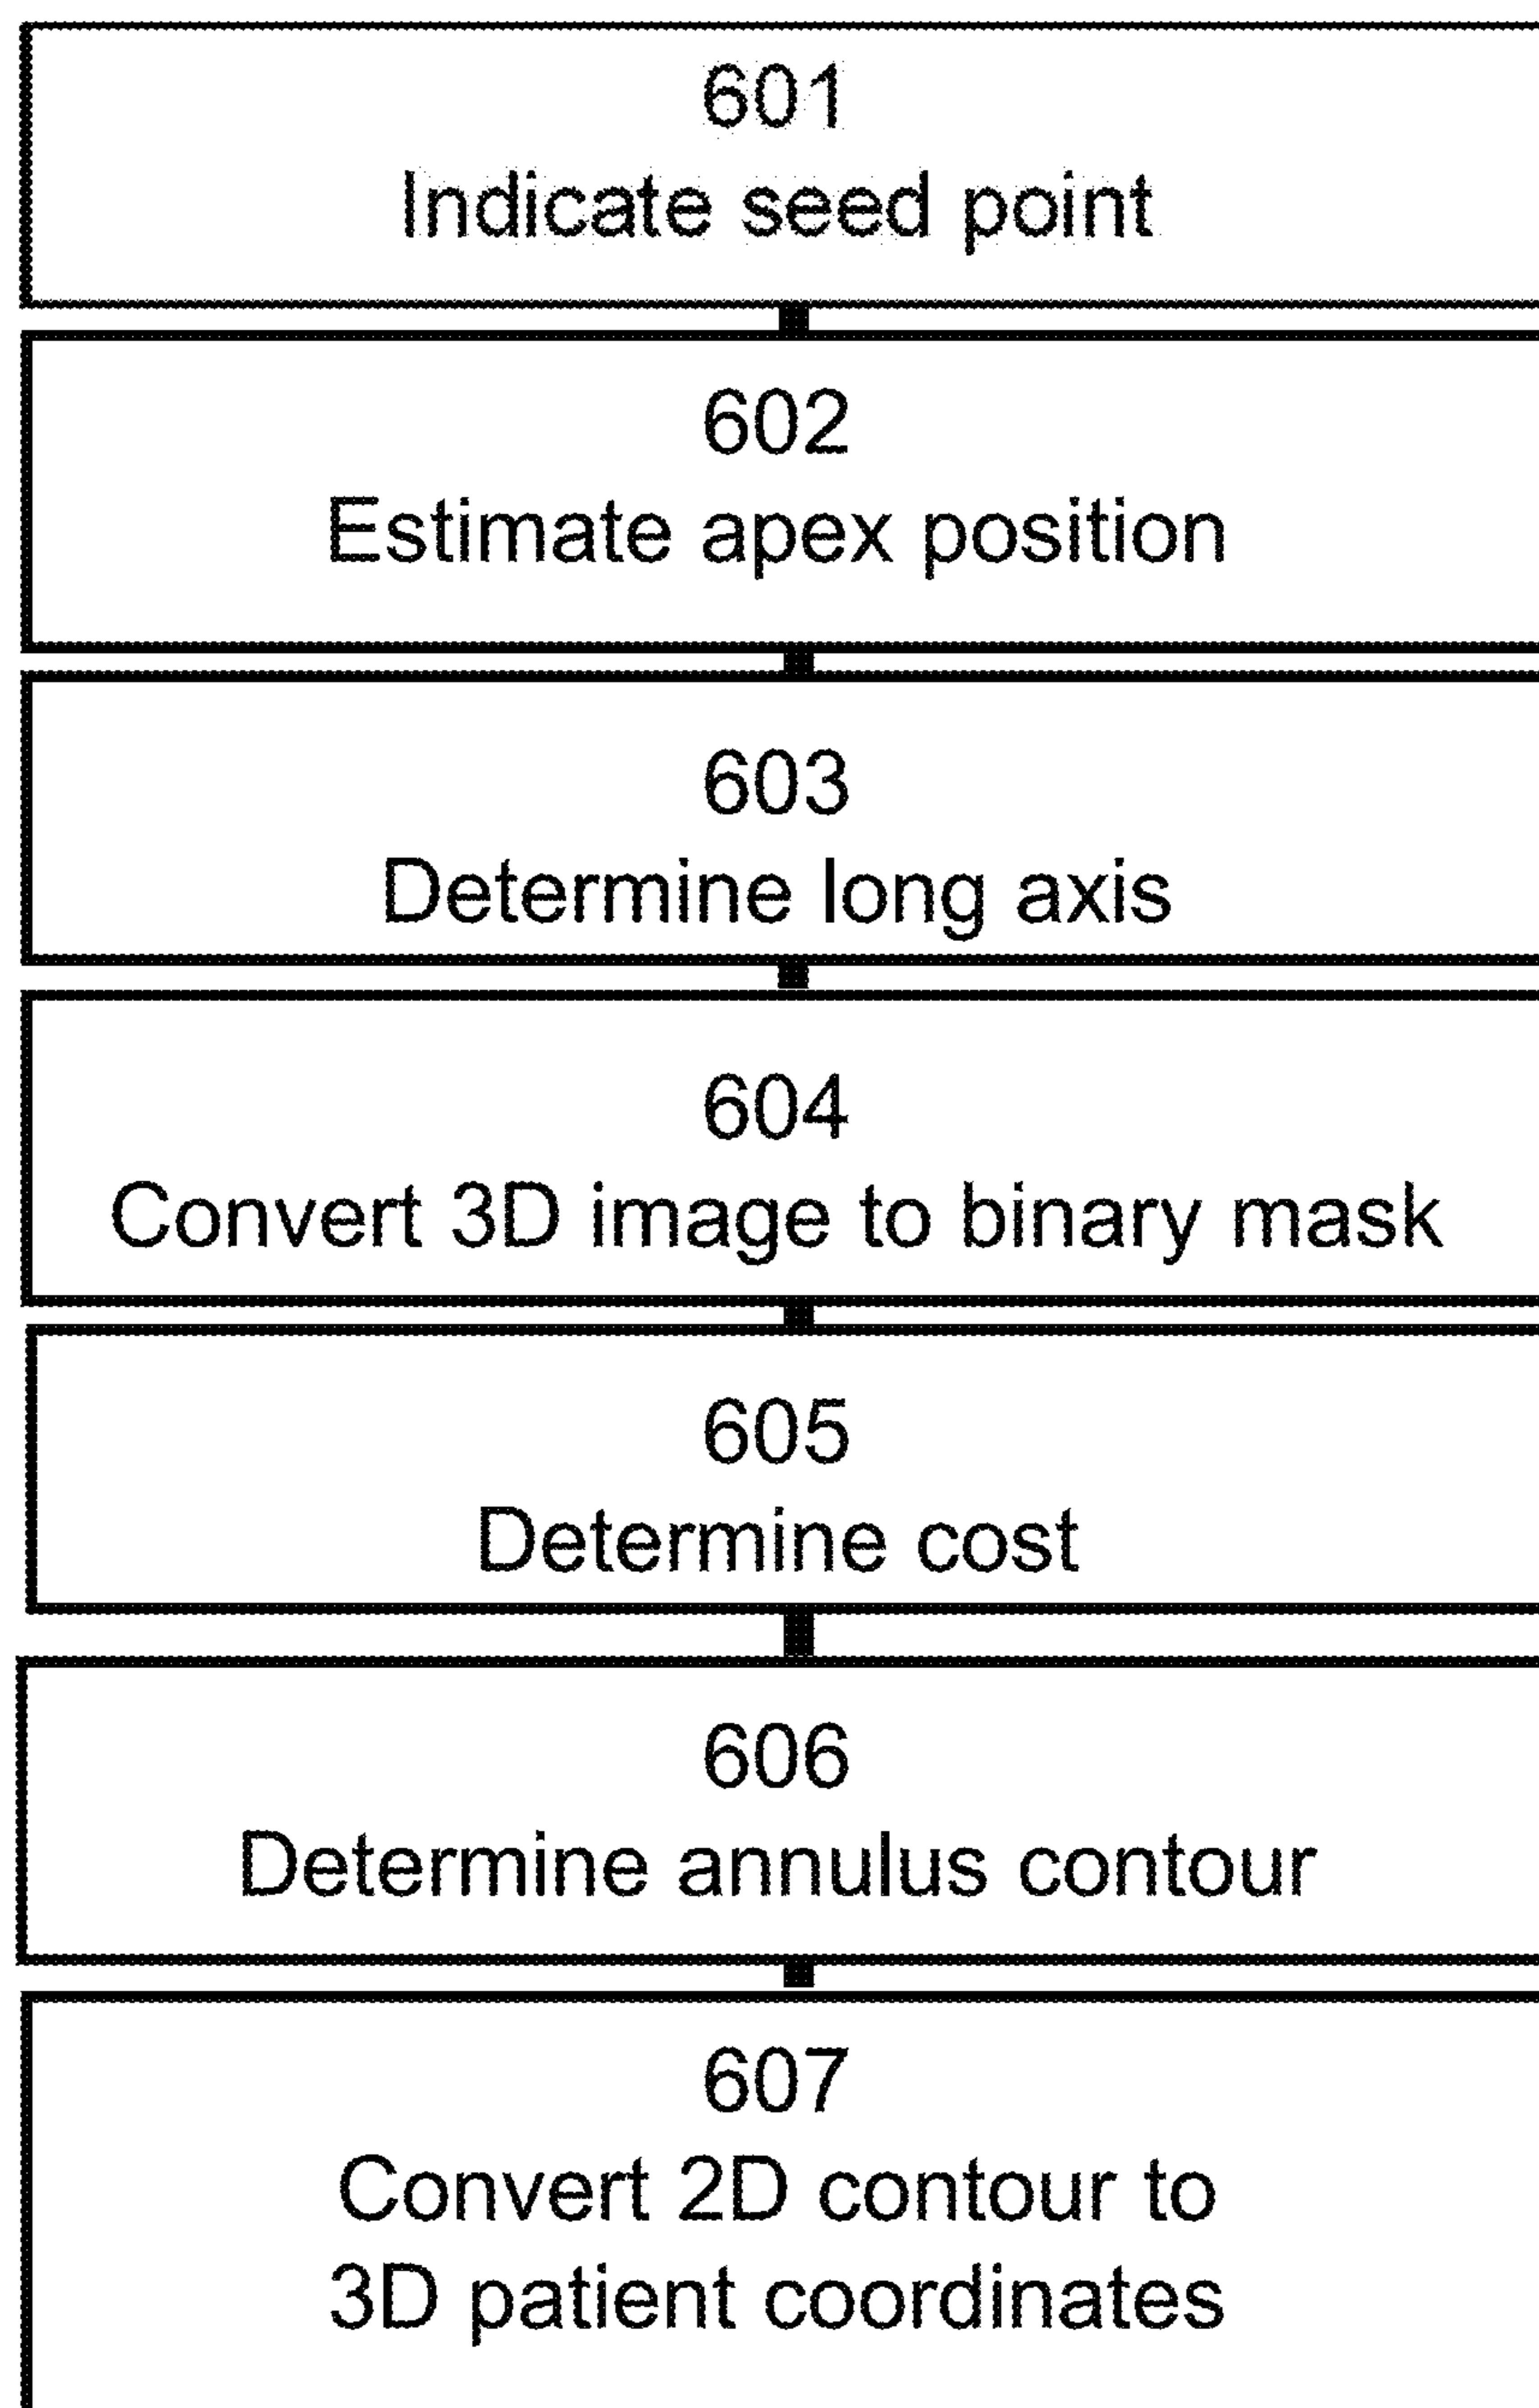 601
Indicate seed point
602
Estimate apex position
603
Determine long axis
604
Convert 3D image to binary mask
605
Determine cost
606
Determine annulus contour
607
Convert 2D contour to
3D patient coordinates